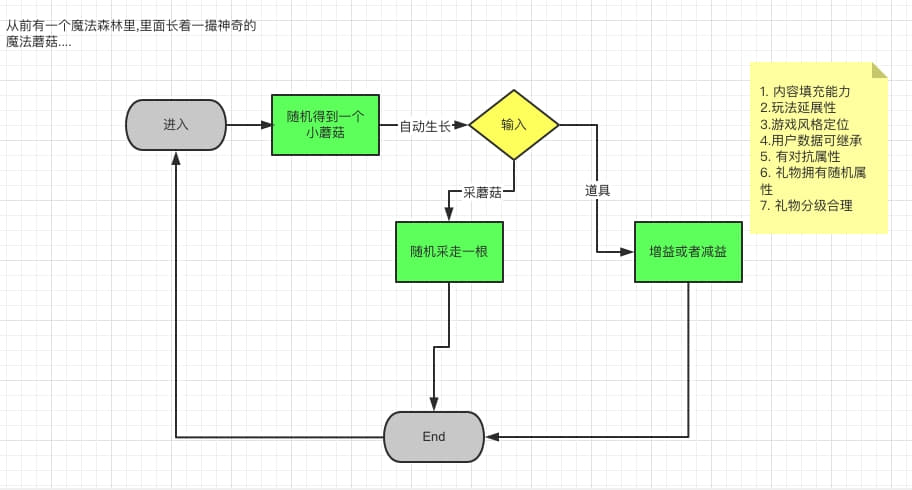 从前有一个魔法森林里,里面长着一撮神奇的
魔法蘑菇....
进入
随机得到一个
小蘑菇
自动生长
输入
采蘑菇
道具
随机采走一根
增益或者减益
End
1. 内容填充能力
2.玩法延展性
3.游戏风格定位
4.用户数据可继承
5. 有对抗属性
6. 礼物拥有随机属
性
7. 礼物分级合理